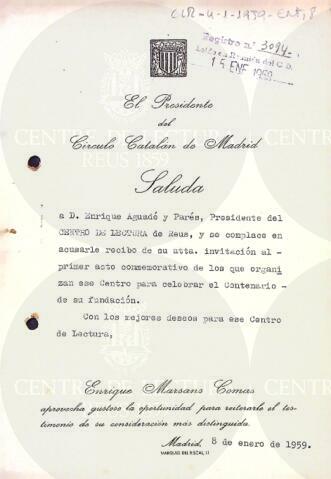 CLR-4-1-1959-Ent,8
Registro n.° 3094
15 ENE 1959
El Presidente
del
Círculo Catalán de Madrid
Saluda
a D. Enrique Aguadé y Parés, Presidente del
CENTRO DE LECTURA de Reus, y se complace en
acusarle recibo de su atta. invitación al -
primer acto conmemorativo de los que organi
zan ese Centro para celebrar el Centenario -
de su fundación.
Con los mejores deseos para ese Centro
de Lectura,
Enrique Marsans Comas
aprovecha gustoso la oportunidad para reiterarle el tes-
timonio de su consideración más distinguida.
Madrid, 8 de enero de 1959.
MARQUÉS DEL RISCAL, 11